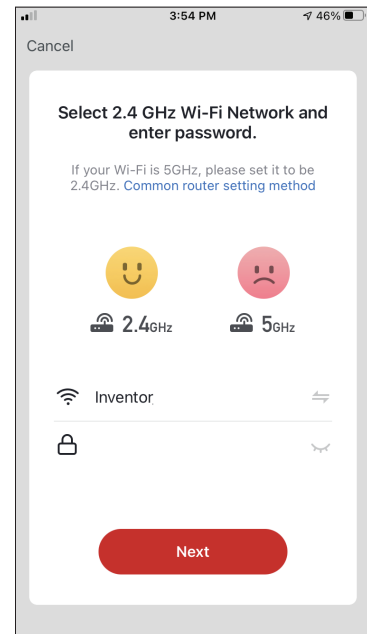 3:54 PM
46%
Cancel
Select 2.4 GHz Wi-Fi Network and
enter password.
If your Wi-Fi is 5GHz, please set it to be
2.4GHz. Common router setting method
2.4GHz
5GHz
Inventor
Next